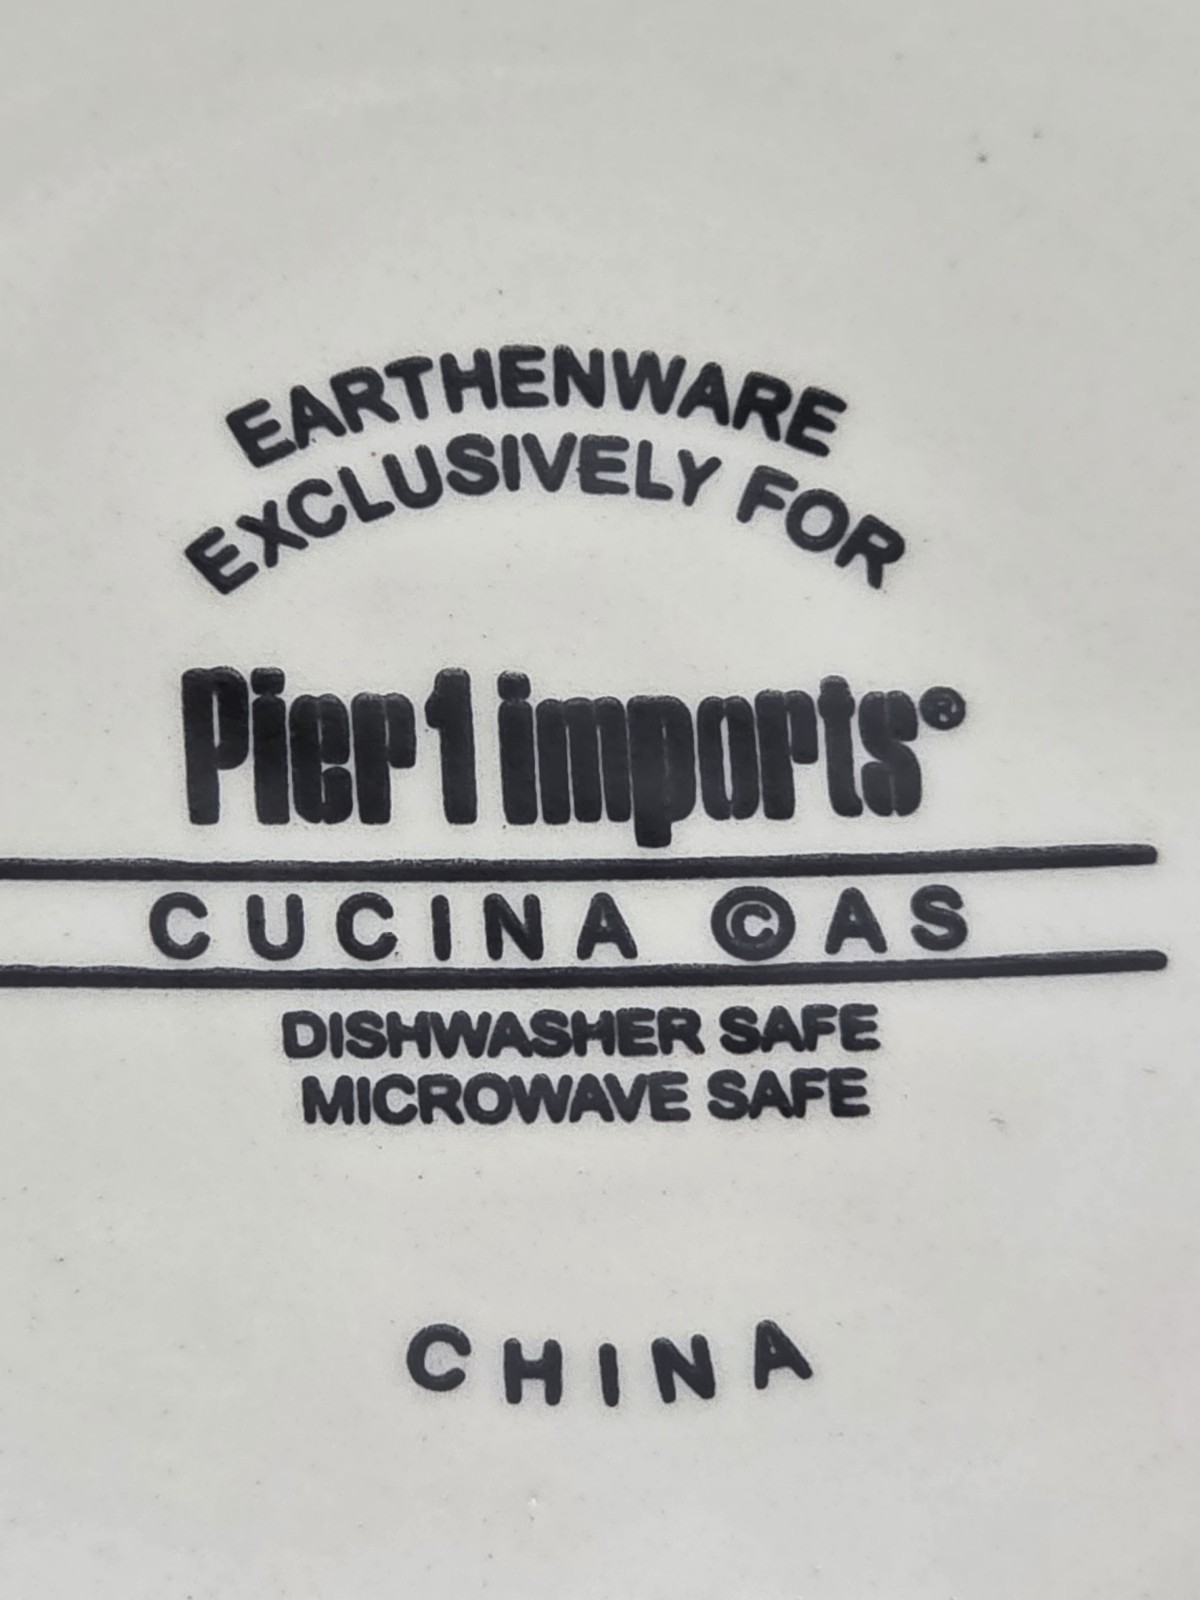 EARTHENWARE
EXCLUSIVELY FOR
Pier 1 imports®
CUCINA ©AS
DISHWASHER SAFE
MICROWAVE SAFE
CHINA